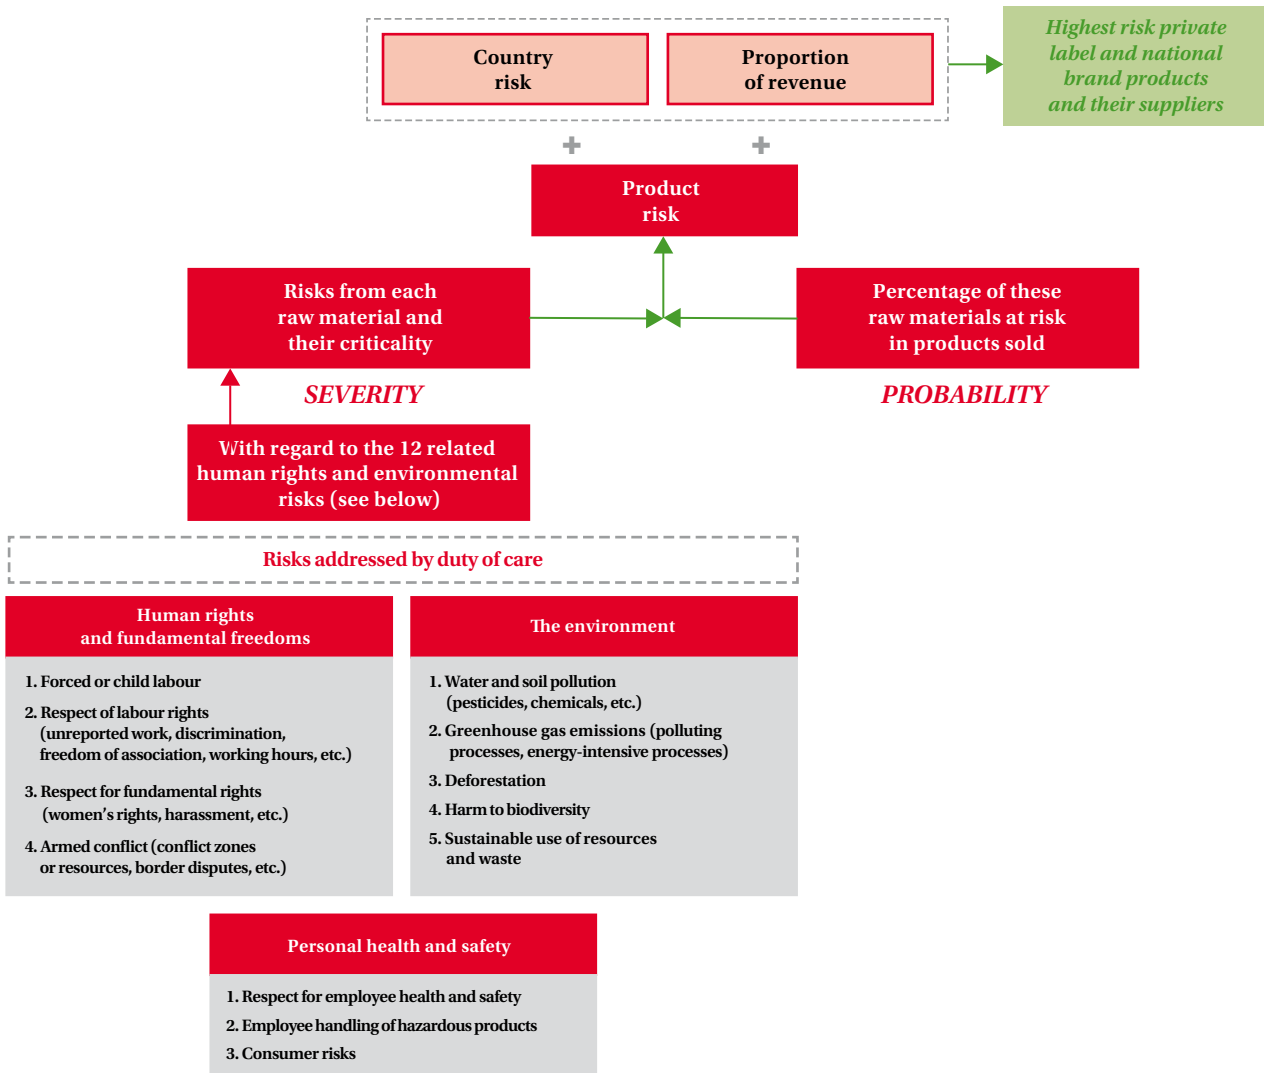 Country
risk
Proportion
of revenue
Highest risk private
label and national
brand products
and their suppliers
Product
risk
Risks from each
raw material and
their criticality
Percentage of these
raw materials at risk
in products sold
SEVERITY
PROBABILITY
With regard to the 12 related
human rights and environmental
risks (see below)
Risks addressed by duty of care
Human rights
and fundamental freedoms
1. Forced or child labour
2. Respect of labour rights
(unreported work, discrimination,
freedom of association, working hours, etc.)
3. Respect for fundamental rights
(women's rights, harassment, etc.)
4. Armed conflict (conflict zones
or resources, border disputes, etc.)
The environment
1. Water and soil pollution
(pesticides, chemicals, etc.)
2. Greenhouse gas emissions (polluting
processes, energy-intensive processes)
3. Deforestation
4. Harm to biodiversity
5. Sustainable use of resources
and waste
Personal health and safety
1. Respect for employee health and safety
2. Employee handling of hazardous products
3. Consumer risks